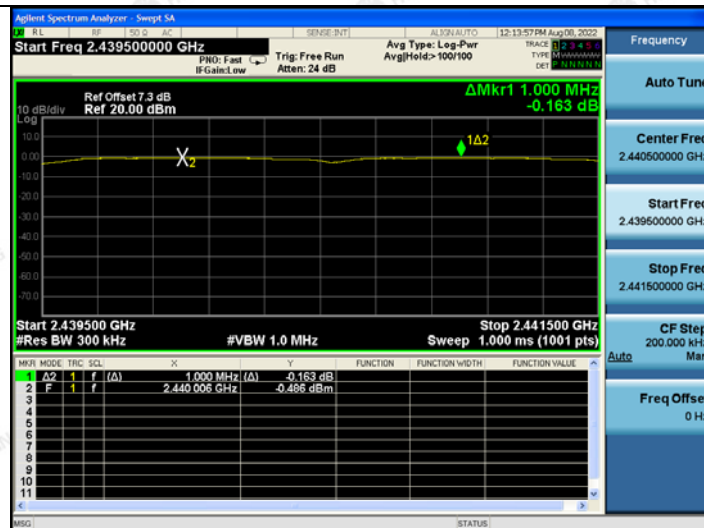 Agilent Spectrum Analyzer - Swept SA
RL RF 50 Ω AC SENSE:INT ALIGN AUTO 12:13:57 PM Aug 08, 2022
Start Freq 2.439500000 GHz
PNO: Fast
IFGain:Low
Trig: Free Run
Atten: 24 dB
Avg Type: Log-Pwr
Avg|Hold:> 100/100
TRACE 1 2 3 4 5 6
TYPE M
DET P N N N N N
Ref Offset 7.3 dB
10 dB/div Ref 20.00 dBm
Log
ΔMkr1 1.000 MHz
-0.163 dB
10.0
0.00
-10.0
-20.0
-30.0
-40.0
-50.0
-60.0
-70.0
X2
1Δ2
Start 2.439500 GHz Stop 2.441500 GHz
#Res BW 300 kHz #VBW 1.0 MHz Sweep 1.000 ms (1001 pts)
MKR MODE TRC SCL X Y FUNCTION FUNCTION WIDTH FUNCTION VALUE
1 Δ2 1 f (Δ) 1.000 MHz (Δ) -0.163 dB
2 F 1 f 2.440 006 GHz -0.486 dBm
3
4
5
6
7
8
9
10
11
MSG STATUS
Frequency
Auto Tune
Center Freq
2.440500000 GHz
Start Freq
2.439500000 GHz
Stop Freq
2.441500000 GHz
CF Step
200.000 kHz
Auto Man
Freq Offset
0 Hz